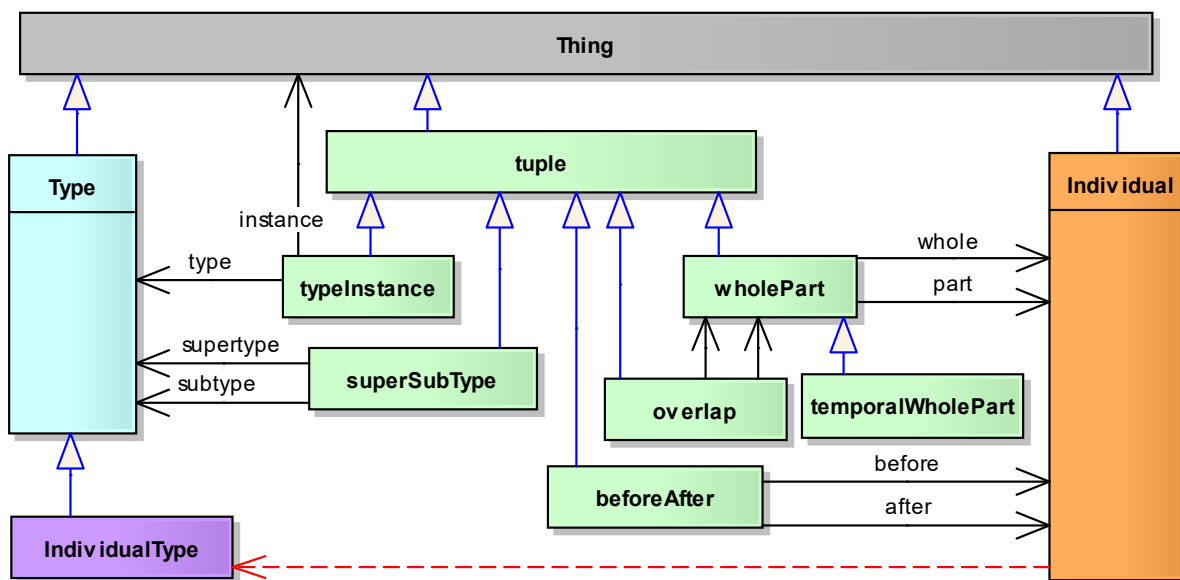 Thing
tuple
Type
Individual
instance
whole
type
typeInstance
wholePart
part
supertype
superSubType
subtype
overlap
temporalWholePart
before
beforeAfter
after
IndividualType